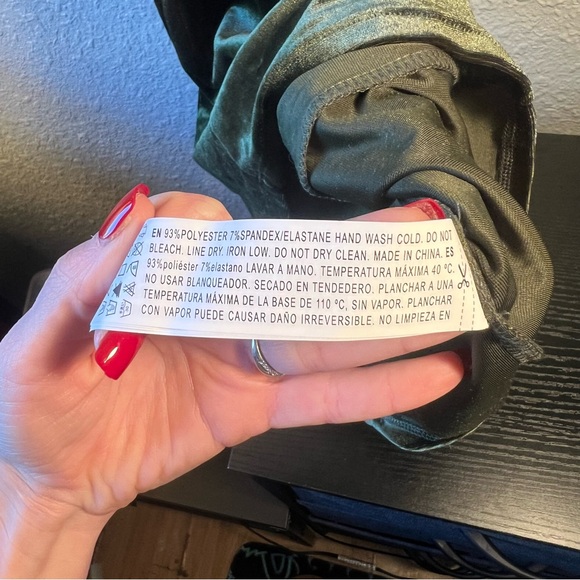 EN 93%POLYESTER 7%SPANDEX/ELASTANE HAND WASH COLD. DO NOT
BLEACH. LINE DRY. IRON LOW. DO NOT DRY CLEAN. MADE IN CHINA. ES
93%poliéster 7%elastano LAVAR A MANO. TEMPERATURA MÁXIMA 40 ºC.
NO USAR BLANQUEADOR. SECADO EN TENDEDERO. PLANCHAR A UNA
TEMPERATURA MÁXIMA DE LA BASE DE 110 ºC, SIN VAPOR. PLANCHAR
CON VAPOR PUEDE CAUSAR DAÑO IRREVERSIBLE. NO LIMPIEZA EN